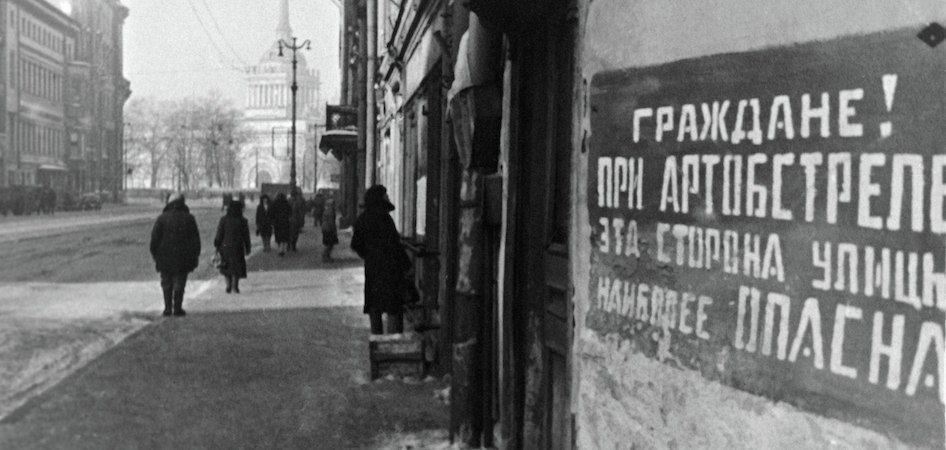 ГРАЖДАНЕ!
ПРИ АРТОБСТРЕЛЕ
ЭТА СТОРОНА УЛИЦЫ
НАИБОЛЕЕ ОПАСНА